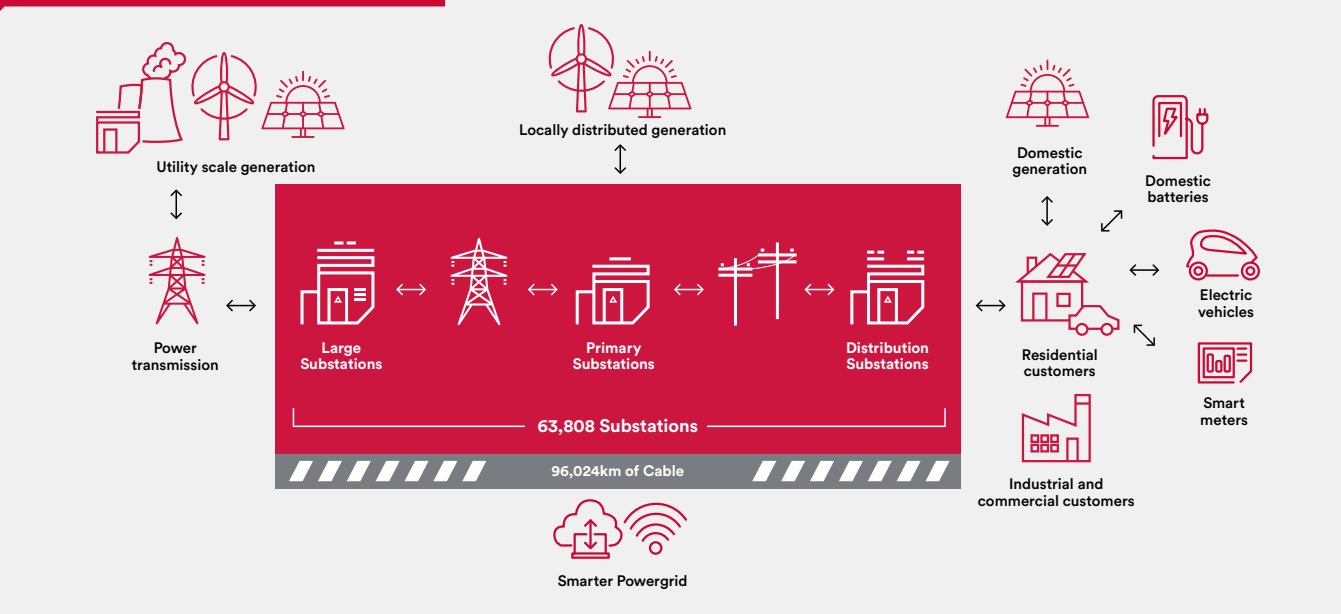 Locally distributed generation
Utility scale generation
Domestic
generation
Domestic
batteries
Electric
vehicles
Power
transmission
Large
Substations
Primary
Substations
Distribution
Substations
Residential
customers
Smart
meters
63,808 Substations
96,024km of Cable
Industrial and
commercial customers
Smarter Powergrid